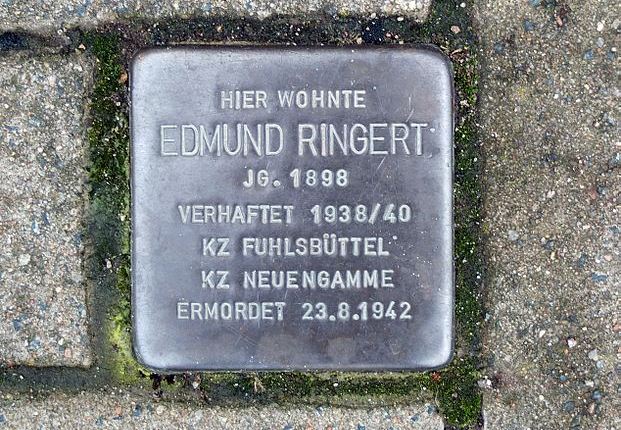 HIER WOHNTE
EDMUND RINGERT
JG. 1898
VERHAFTET 1938/40
KZ FUHLSBÜTTEL
KZ NEUENGAMME
ERMORDET 23.8.1942